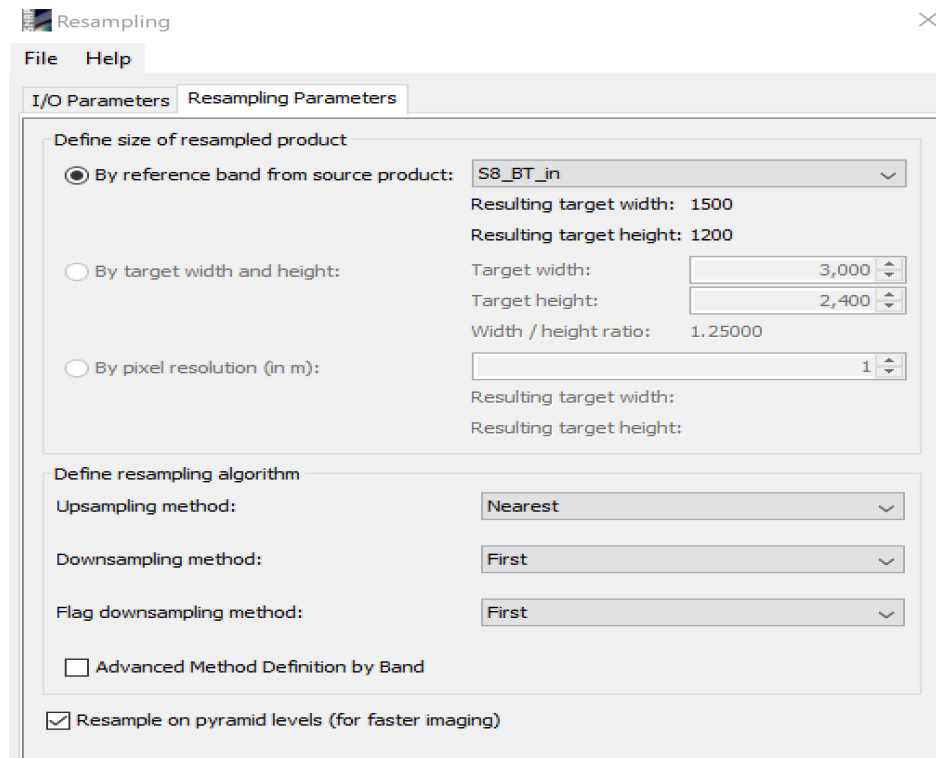 Resampling
File Help
I/O Parameters Resampling Parameters
Define size of resampled product
By reference band from source product: S8_BT_in
Resulting target width: 1500
Resulting target height: 1200
By target width and height: Target width: 3,000
Target height: 2,400
Width / height ratio: 1.25000
By pixel resolution (in m): 1
Resulting target width:
Resulting target height:
Define resampling algorithm
Upsampling method: Nearest
Downsampling method: First
Flag downsampling method: First
Advanced Method Definition by Band
Resample on pyramid levels (for faster imaging)